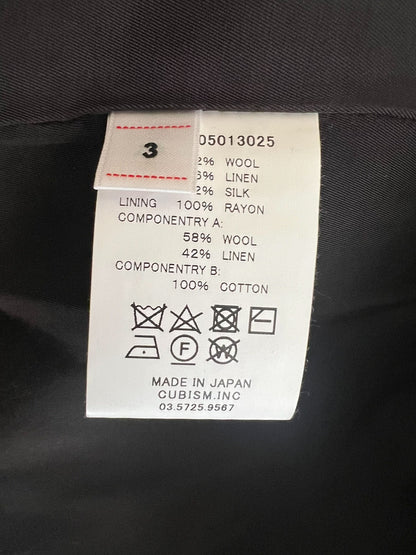 3
05013025
2% WOOL
6% LINEN
2% SILK
LINING 100% RAYON
COMPONENTRY A:
58% WOOL
42% LINEN
COMPONENTRY B:
100% COTTON
F W
MADE IN JAPAN
CUBISM.INC
03.5725.9567